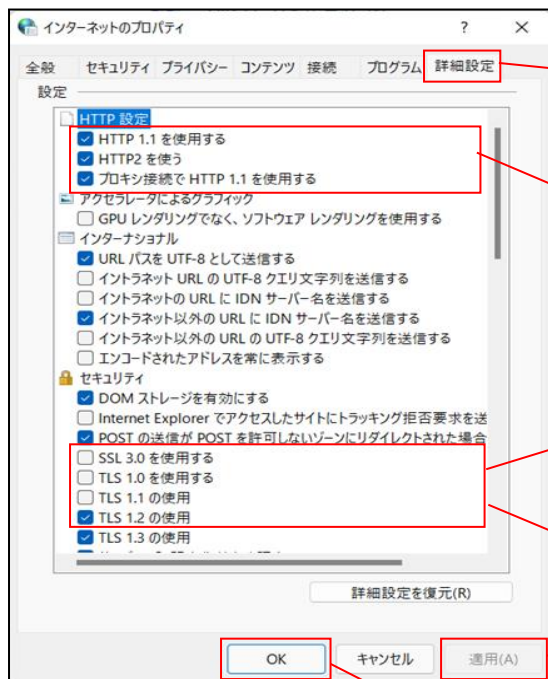 インターネットのプロパティ
?
×
全般 セキュリティ プライバシー コンテンツ 接続 プログラム 詳細設定
設定
HTTP 設定
HTTP 1.1 を使用する
HTTP2 を使う
プロキシ接続で HTTP 1.1 を使用する
アクセラレータによるグラフィック
GPU レンダリングでなく、ソフトウェア レンダリングを使用する
インターナショナル
URL パスを UTF-8 として送信する
イントラネット URL の UTF-8 クエリ文字列を送信する
イントラネットの URL に IDN サーバー名を送信する
イントラネット以外の URL に IDN サーバー名を送信する
イントラネット以外の URL の UTF-8 クエリ文字列を送信する
エンコードされたアドレスを常に表示する
セキュリティ
DOM ストレージを有効にする
Internet Explorer でアクセスしたサイトにトラッキング拒否要求を送
POST の送信が POST を許可しないゾーンにリダイレクトされた場合
SSL 3.0 を使用する
TLS 1.0 を使用する
TLS 1.1 の使用
TLS 1.2 の使用
TLS 1.3 の使用
詳細設定を復元(R)
OK キャンセル 適用(A)